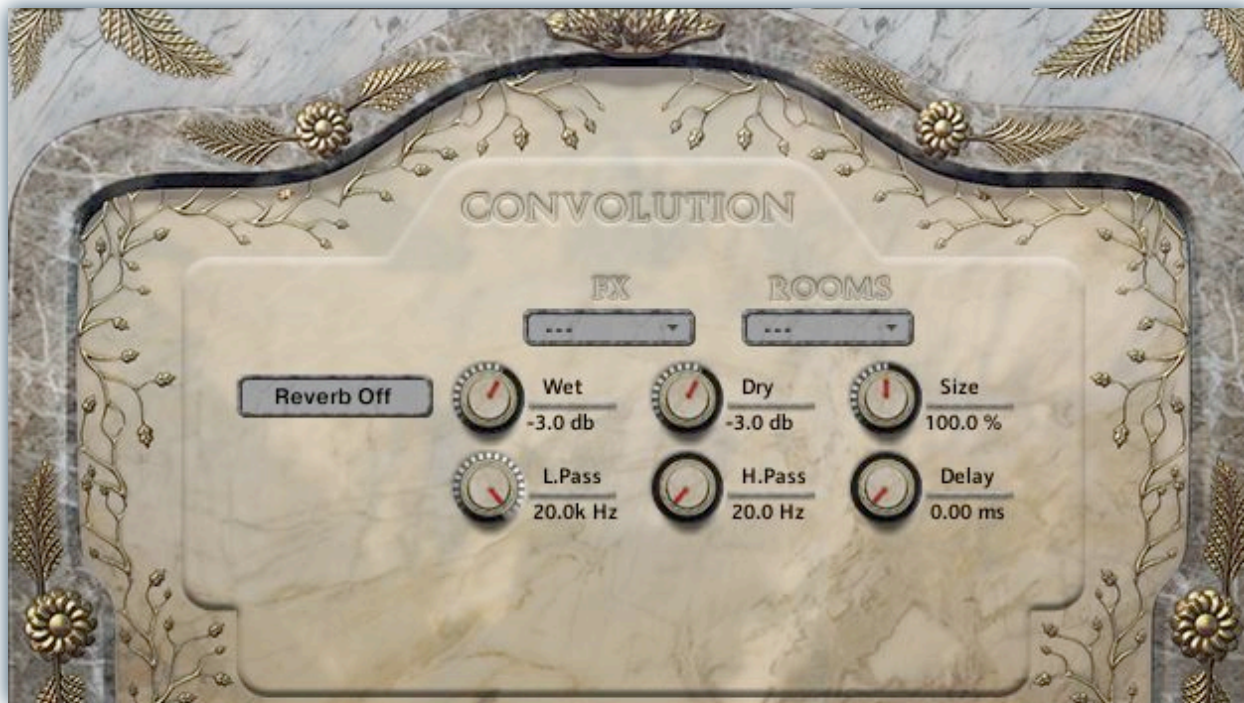 CONVOLUTION
FX ROOMS
--- ---
Reverb Off
Wet Dry Size
-3.0 db -3.0 db 100.0 %
L.Pass H.Pass Delay
20.0k Hz 20.0 Hz 0.00 ms